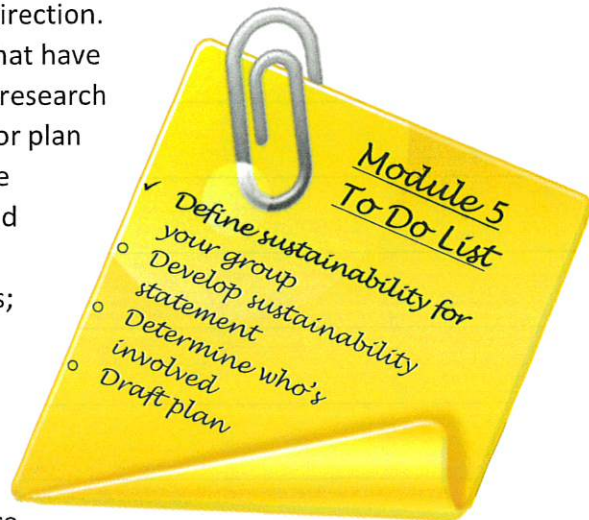 irection.
hat have
research
or plan
e
d
s;
Module 5
To Do List
✓ Define sustainability for
your group
○ Develop sustainability
statement
○ Determine who's
involved
○ Draft plan